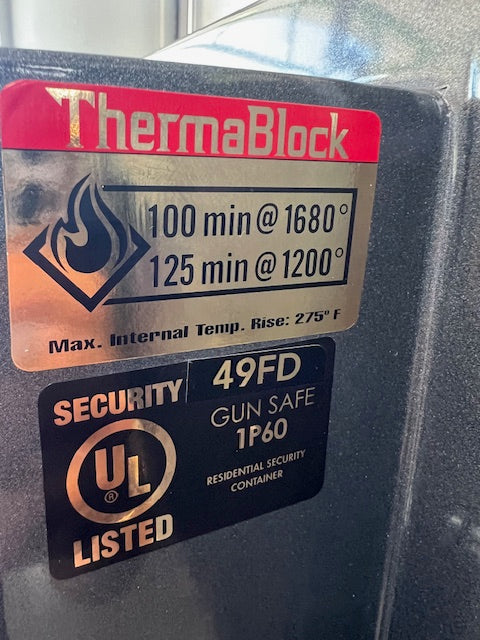 ThermaBlock
100 min @ 1680°
125 min @ 1200°
Max. Internal Temp. Rise: 275° F
SECURITY
UL
®
LISTED
49FD
GUN SAFE
1P60
RESIDENTIAL SECURITY
CONTAINER